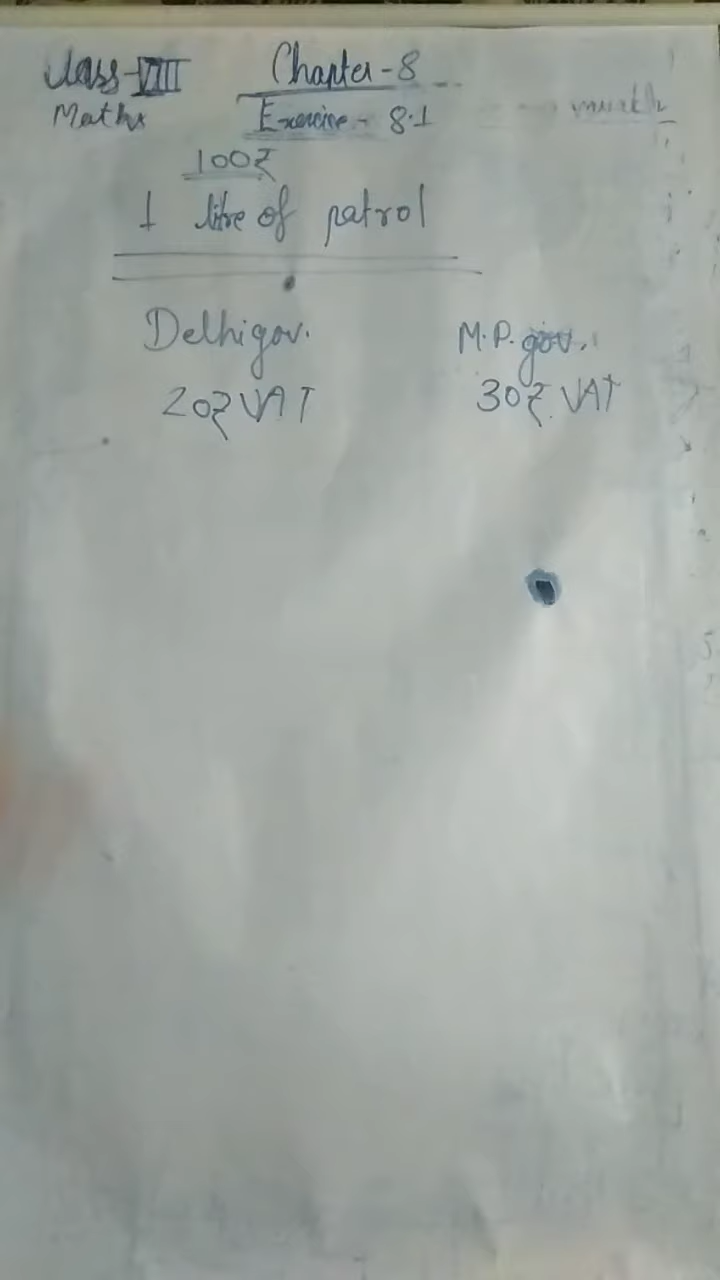 Class-VIII Chapter-8
Maths Exercise - 8.1
100₹
1 litre of patrol
Delhi gov. M.P. gov.
20₹ VAT 30₹ VAT